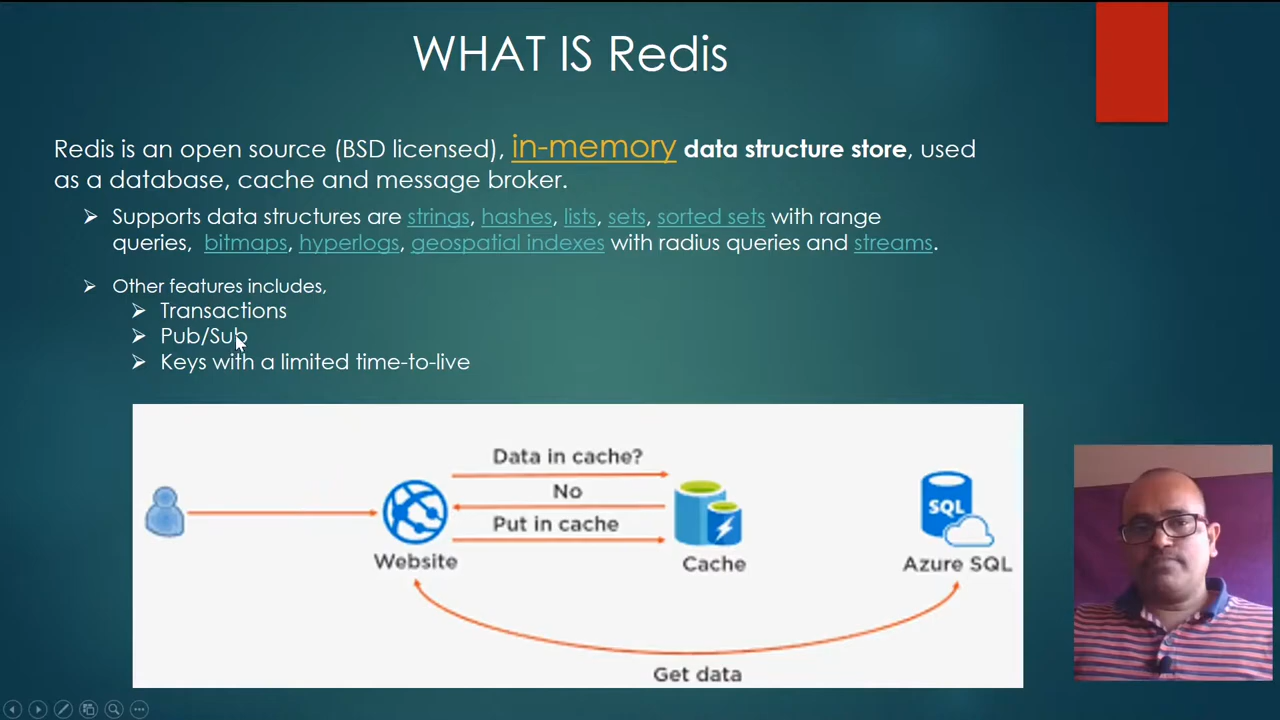 WHAT IS Redis
Redis is an open source (BSD licensed), in-memory data structure store, used
as a database, cache and message broker.
Supports data structures are strings, hashes, lists, sets, sorted sets with range
queries, bitmaps, hyperlogs, geospatial indexes with radius queries and streams.
Other features includes,
Transactions
Pub/Sub
Keys with a limited time-to-live
Data in cache?
No
Put in cache
Website
Cache
SQL
Azure SQL
Get data